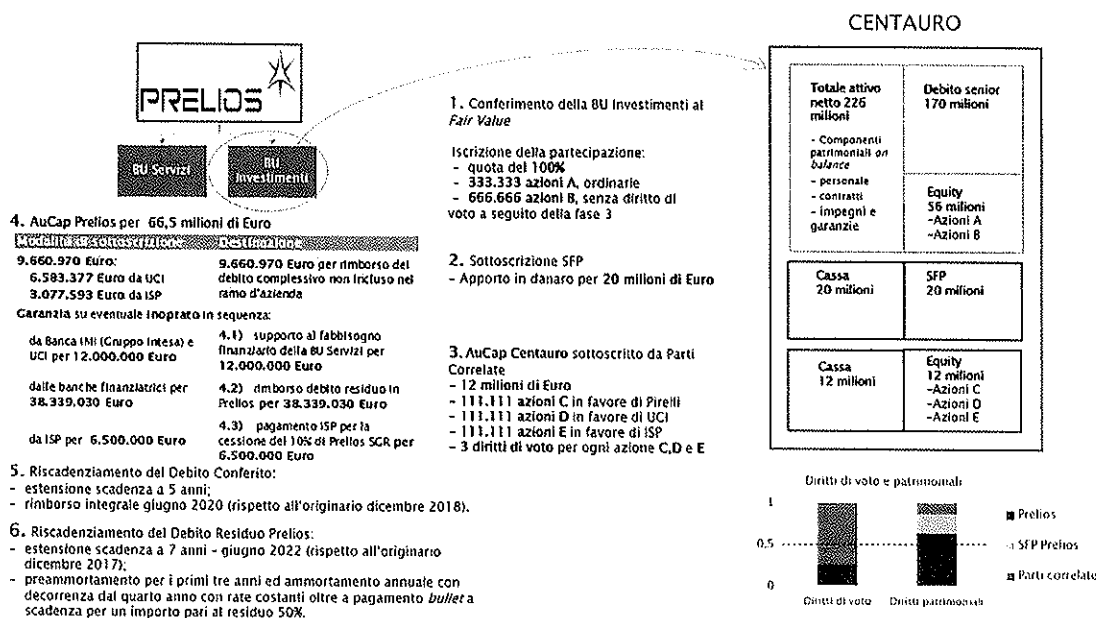 CENTAURO
PRELIOS
BU Servizi
BU
Investimenti
1. Conferimento della BU Investimenti al
Fair Value
Iscrizione della partecipazione:
- quota del 100%
- 333.333 azioni A, ordinarie
- 666.666 azioni B, senza diritto di
voto a seguito della fase 3
2. Sottoscrizione SFP
- Apporto in danaro per 20 milioni di Euro
3. AuCap Centauro sottoscritto da Parti
Correlate
- 12 milioni di Euro
- 111.111 azioni C in favore di Pirelli
- 111.111 azioni D in favore di UCI
- 111.111 azioni E in favore di ISP
- 3 diritti di voto per ogni azione C,D e E
4. AuCap Prelios per 66,5 milioni di Euro
Modalità di sottoscrizione
Destinazione
9.660.970 Euro:
6.583.377 Euro da UCI
3.077.593 Euro da ISP
9.660.970 Euro per rimborso del
debito complessivo non incluso nel
ramo d'azienda
Garanzia su eventuale inoptato in sequenza:
da Banca IMI (Gruppo Intesa) e
UCI per 12.000.000 Euro
4.1) supporto al fabbisogno
finanziario della BU Servizi per
12.000.000 Euro
dalle banche finanziatrici per
38.339.030 Euro
4.2) rimborso debito residuo in
Prelios per 38.339.030 Euro
da ISP per 6.500.000 Euro
4.3) pagamento ISP per la
cessione del 10% di Prelios SGR per
6.500.000 Euro
5. Riscadenziamento del Debito Conferito:
- estensione scadenza a 5 anni;
- rimborso integrale giugno 2020 (rispetto all'originario dicembre 2018).
6. Riscadenziamento del Debito Residuo Prelios:
- estensione scadenza a 7 anni - giugno 2022 (rispetto all'originario
dicembre 2017);
- preammortamento per i primi tre anni ed ammortamento annuale con
decorrenza dal quarto anno con rate costanti oltre a pagamento bullet a
scadenza per un importo pari al residuo 50%.
Totale attivo
netto 226
milioni
- Componenti
patrimoniali on
balance
- personale
- contratti
- impegni e
garanzie
Debito senior
170 milioni
Equity
56 milioni
-Azioni A
-Azioni B
Cassa
20 milioni
SFP
20 milioni
Cassa
12 milioni
Equity
12 milioni
-Azioni C
-Azioni D
-Azioni E
Diritti di voto e patrimoniali
1
0,5
0
Diritti di voto
Diritti patrimoniali
Prelios
SFP Prelios
Parti correlate